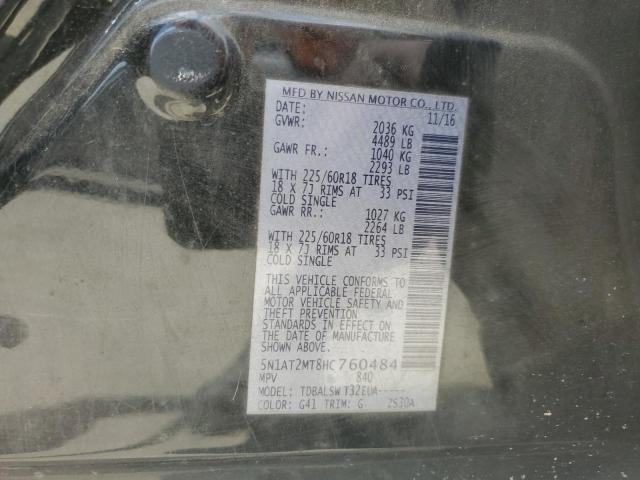 MFD BY NISSAN MOTOR CO., LTD.
DATE: 11/16
GVWR: 2036 KG
4489 LB
GAWR FR.: 1040 KG
2293 LB
WITH 225/60R18 TIRES
18 X 7J RIMS AT 33 PSI
COLD SINGLE
GAWR RR.: 1027 KG
2264 LB
WITH 225/60R18 TIRES
18 X 7J RIMS AT 33 PSI
COLD SINGLE
THIS VEHICLE CONFORMS TO
ALL APPLICABLE FEDERAL
MOTOR VEHICLE SAFETY AND
THEFT PREVENTION
STANDARDS IN EFFECT ON
THE DATE OF MANUFACTURE
SHOWN ABOVE.
5N1AT2MT8HC760484
MPV 840
MODEL: TDBALSW T32EUA-----
COLOR: G41 TRIM: G- ZS30A